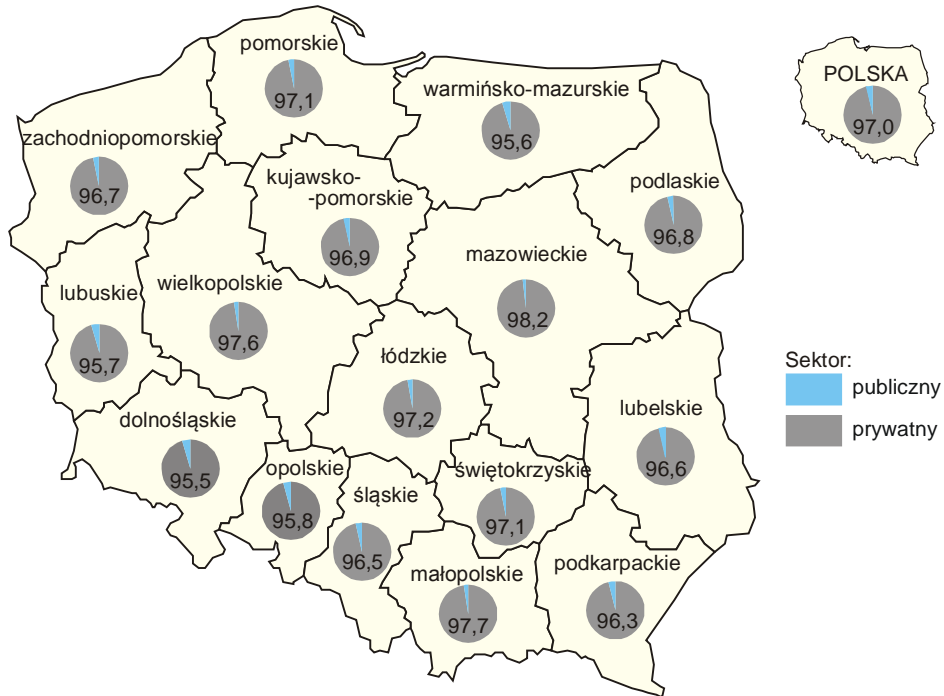 pomorskie
97,1
warmińsko-mazurskie
95,6
POLSKA
97,0
zachodniopomorskie
96,7
kujawsko-
-pomorskie
96,9
podlaskie
96,8
mazowieckie
98,2
lubuskie
95,7
wielkopolskie
97,6
łódzkie
97,2
Sektor:
publiczny
prywatny
dolnośląskie
95,5
lubelskie
96,6
opolskie
95,8
śląskie
96,5
świętokrzyskie
97,1
małopolskie
97,7
podkarpackie
96,3